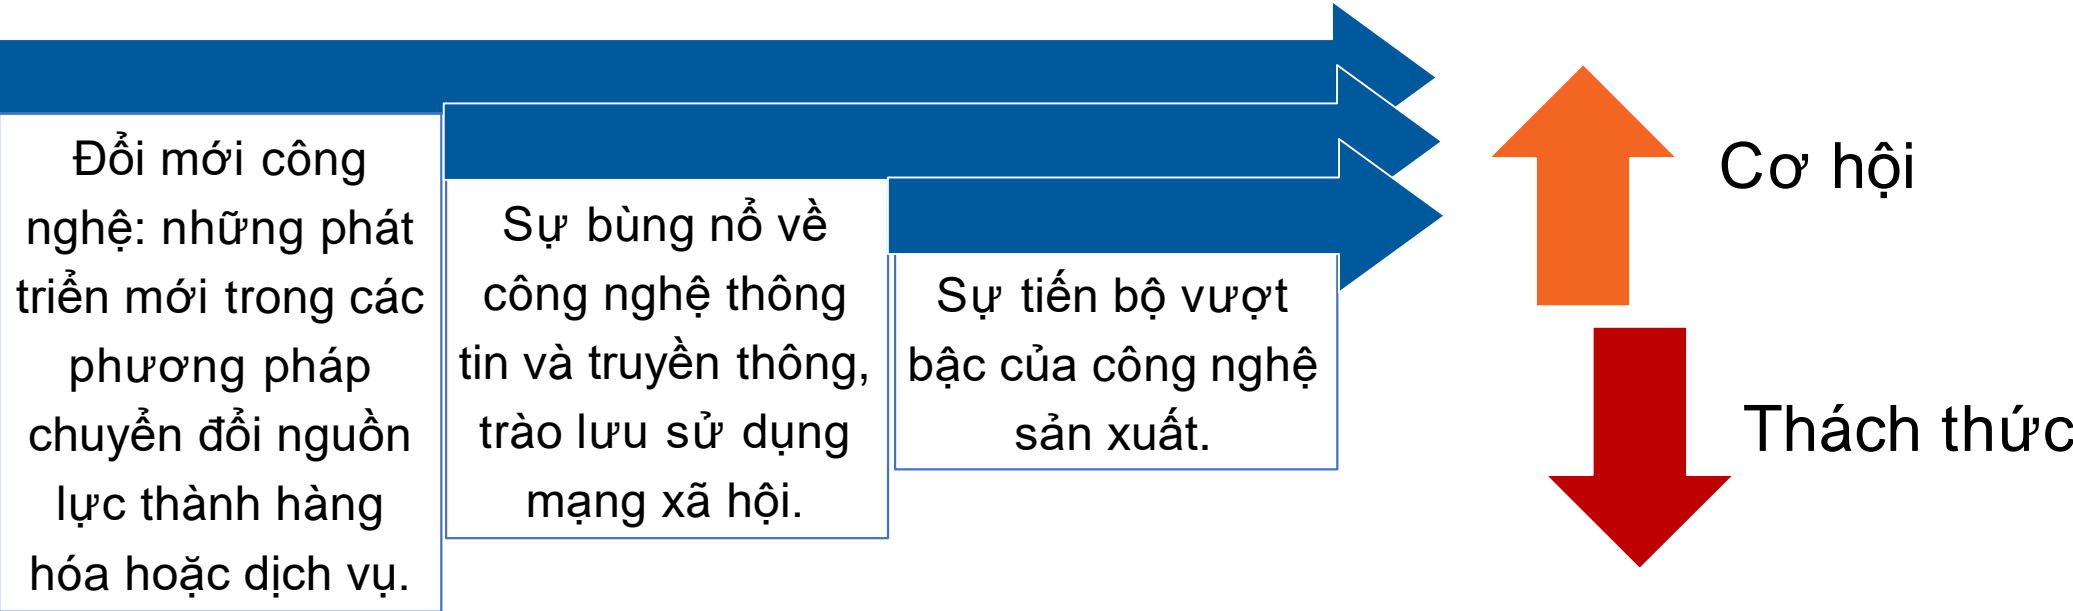 Đổi mới công
nghệ: những phát
triển mới trong các
phương pháp
chuyển đổi nguồn
lực thành hàng
hóa hoặc dịch vụ.
Sự bùng nổ về
công nghệ thông
tin và truyền thông,
trào lưu sử dụng
mạng xã hội.
Sự tiến bộ vượt
bậc của công nghệ
sản xuất.
Cơ hội
Thách thức